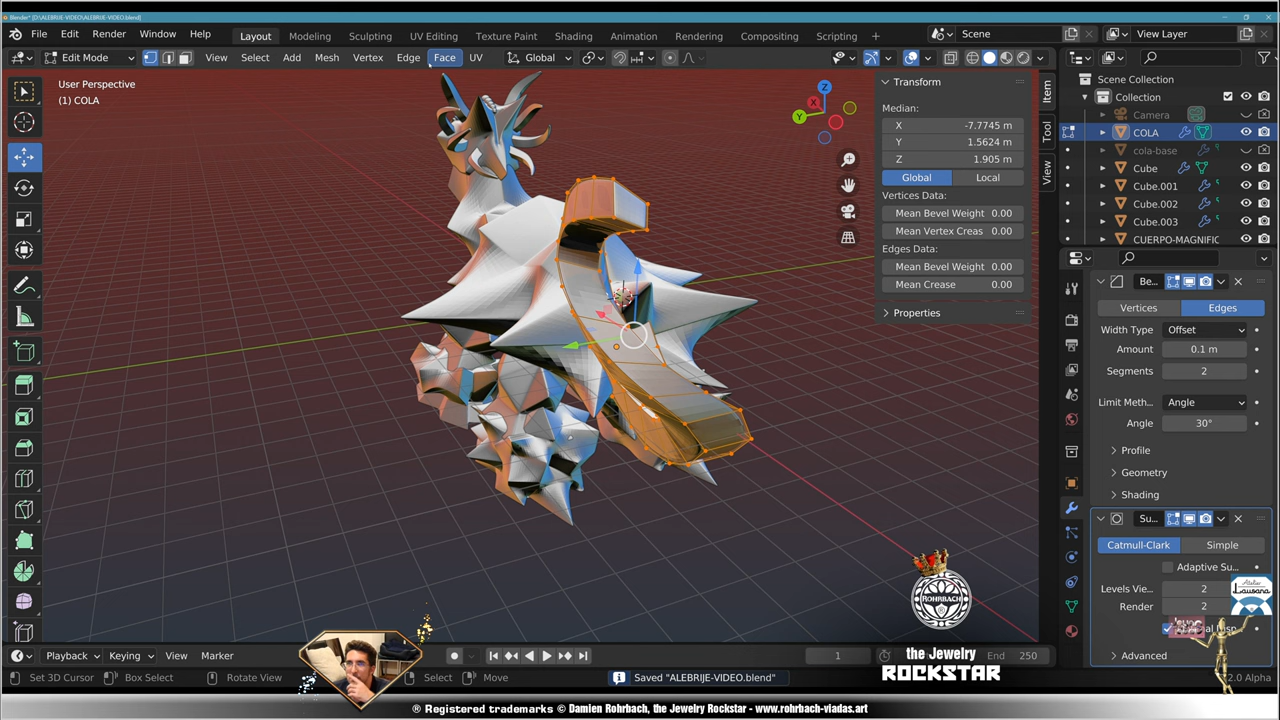 Blender* [D:\ALEBRIJE-VIDEO\ALEBRIJE-VIDEO.blend]
File Edit Render Window Help Layout Modeling Sculpting UV Editing Texture Paint Shading Animation Rendering Compositing Scripting Scene View Layer
Edit Mode View Select Add Mesh Vertex Edge Face UV Global
User Perspective
(1) COLA
Z
X
Y
Transform
Median:
X -7.7745 m
Y 1.5624 m
Z 1.905 m
Global Local
Vertices Data:
Mean Bevel Weight 0.00
Mean Vertex Creas 0.00
Edges Data:
Mean Bevel Weight 0.00
Mean Crease 0.00
Properties
Item
Tool
View
Scene Collection
Collection
Camera
COLA
cola-base
Cube
Cube.001
Cube.002
Cube.003
CUERPO-MAGNIFIC
Be...
Vertices Edges
Width Type Offset
Amount 0.1 m
Segments 2
Limit Meth... Angle
Angle 30°
Profile
Geometry
Shading
Su...
Catmull-Clark Simple
Adaptive Su...
Levels Vie... 2
Render 2
Advanced
Atelier
Lausana
ROHRBACH
the Jewelry
ROCKSTAR
Playback Keying View Marker 1 End 250
Set 3D Cursor Box Select Rotate View Select Move Saved "ALEBRIJE-VIDEO.blend" 2.0 Alpha
® Registered trademarks © Damien Rohrbach, the Jewelry Rockstar - www.rohrbach-viadas.art